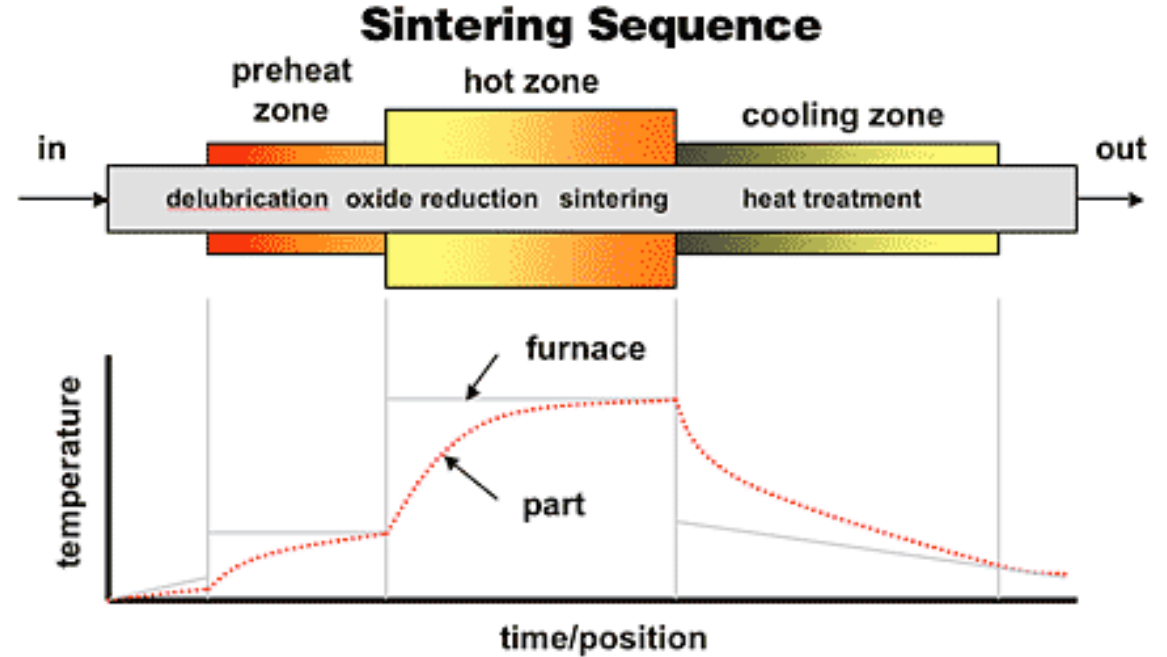 Sintering Sequence
preheat
zone
hot zone
cooling zone
in
out
delubrication oxide reduction sintering heat treatment
furnace
part
temperature
time/position